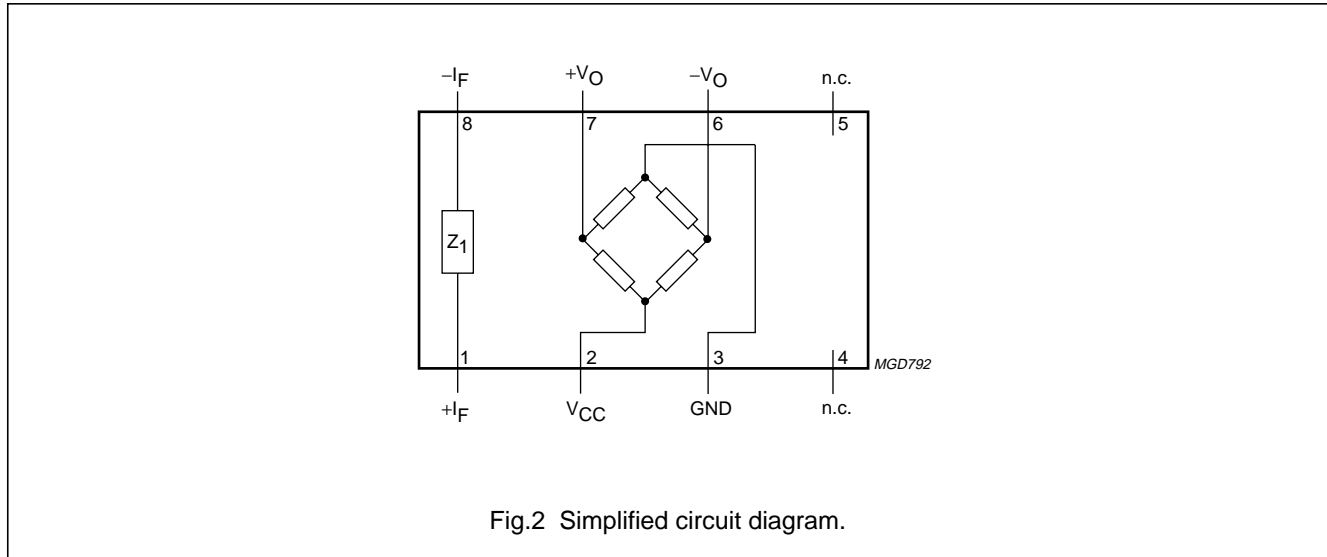 −IF +VO −VO n.c.
8 7 6 5
Z1
1 2 3 4
MGD792
+IF VCC GND n.c.
Fig.2 Simplified circuit diagram.